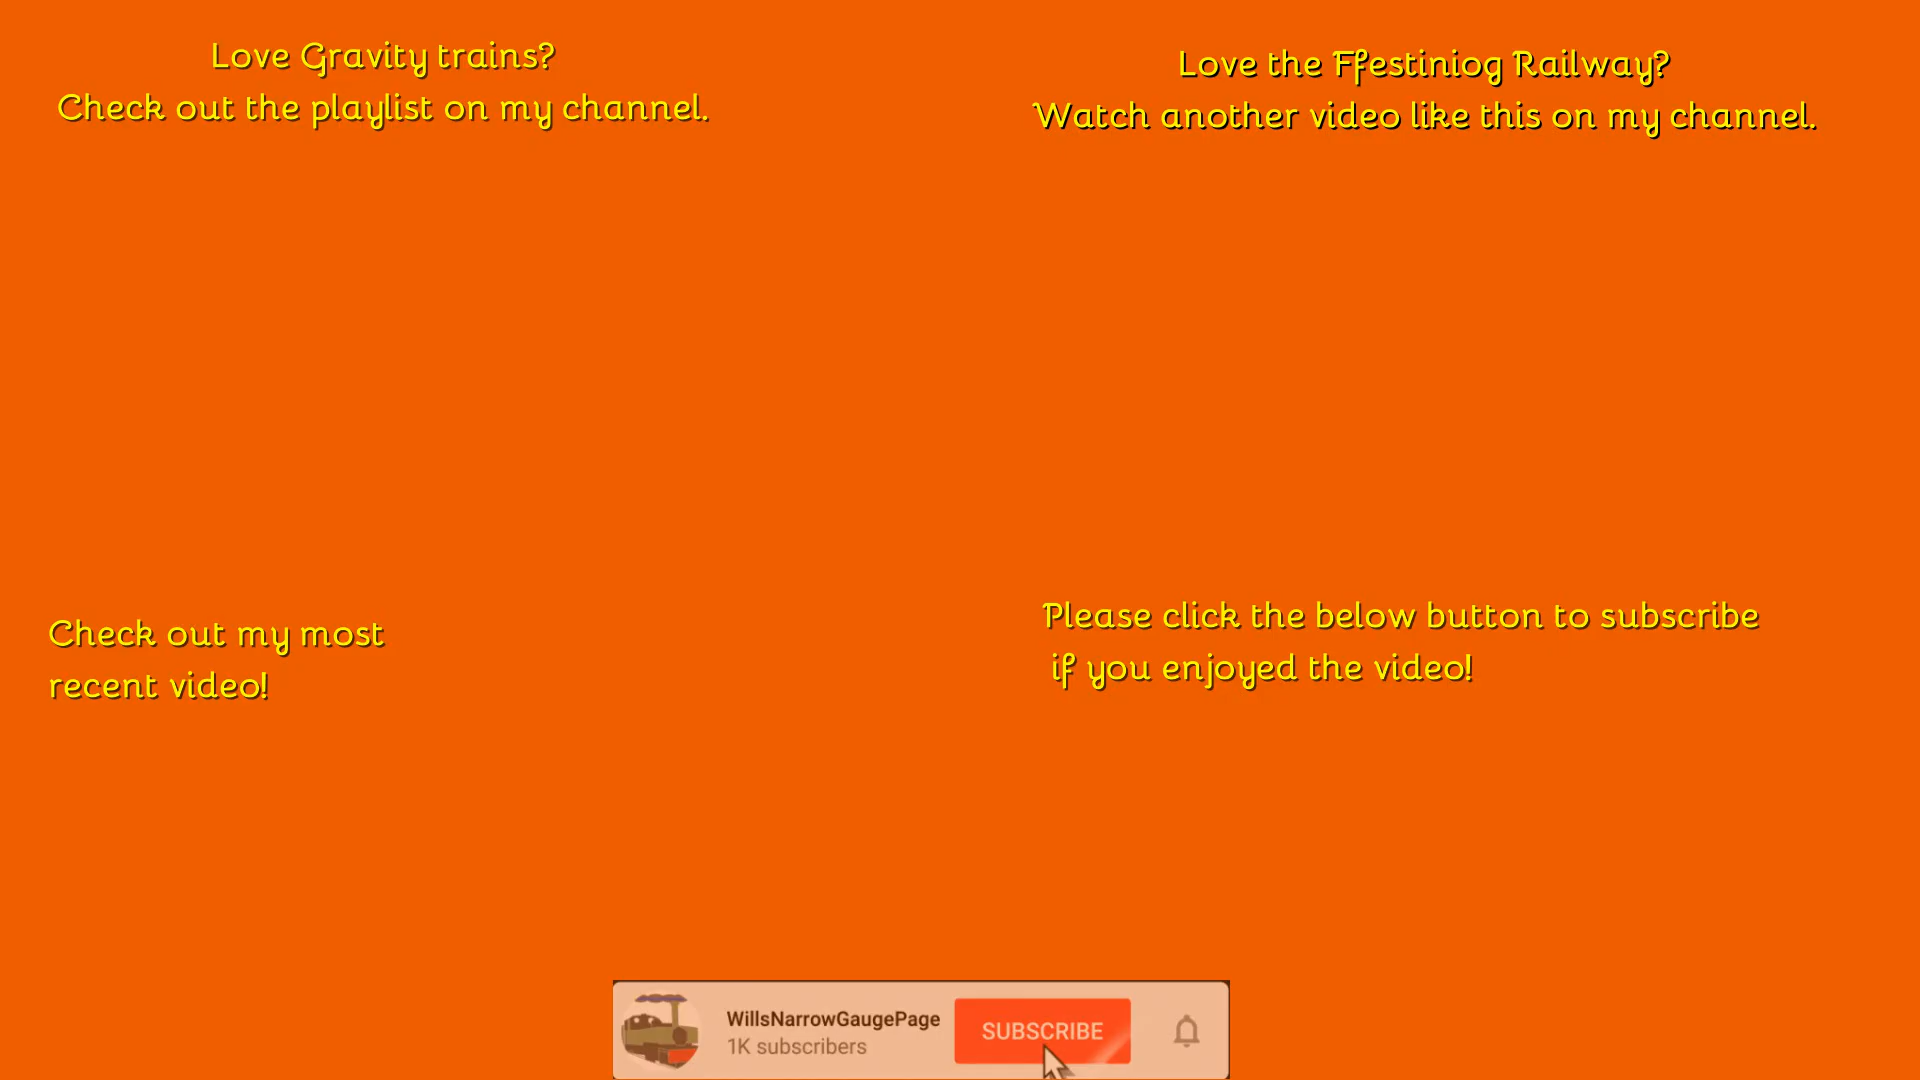 Love Gravity trains?
Check out the playlist on my channel.
Love the Ffestiniog Railway?
Watch another video like this on my channel.
Check out my most
recent video!
Please click the below button to subscribe
if you enjoyed the video!
WillsNarrowGaugePage
1K subscribers
SUBSCRIBE